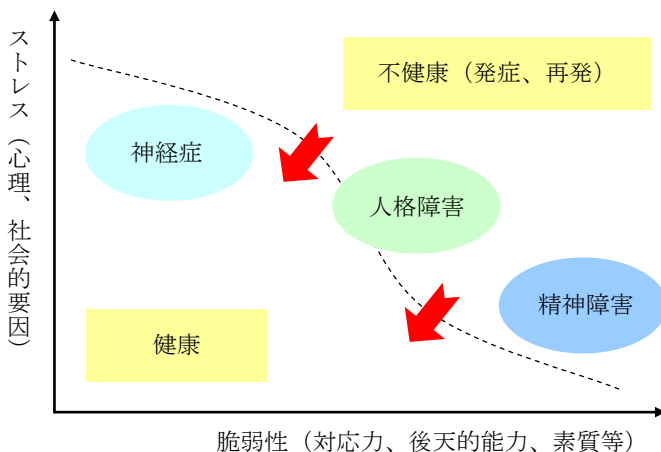 ストレス（心理、社会的要因）
不健康（発症、再発）
神経症
人格障害
精神障害
健康
脆弱性（対応力、後天的能力、素質等）